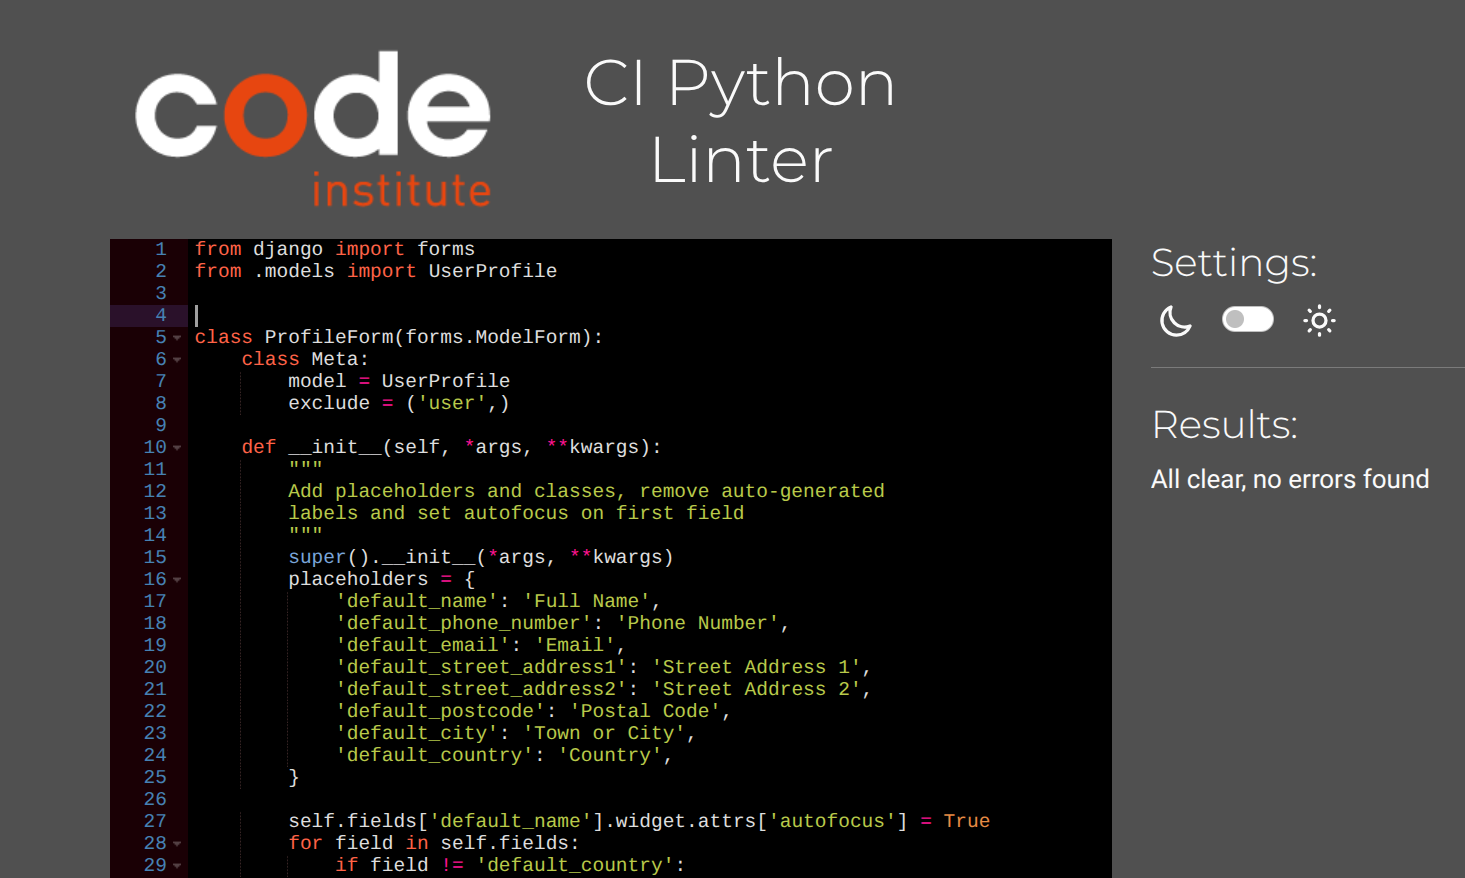 code
institute
CI Python
Linter
1 from django import forms
2 from .models import UserProfile
3
4
5 class ProfileForm(forms.ModelForm):
6     class Meta:
7         model = UserProfile
8         exclude = ('user',)
9
10     def __init__(self, *args, **kwargs):
11         """
12         Add placeholders and classes, remove auto-generated
13         labels and set autofocus on first field
14         """
15         super().__init__(*args, **kwargs)
16         placeholders = {
17             'default_name': 'Full Name',
18             'default_phone_number': 'Phone Number',
19             'default_email': 'Email',
20             'default_street_address1': 'Street Address 1',
21             'default_street_address2': 'Street Address 2',
22             'default_postcode': 'Postal Code',
23             'default_city': 'Town or City',
24             'default_country': 'Country',
25         }
26
27         self.fields['default_name'].widget.attrs['autofocus'] = True
28         for field in self.fields:
29             if field != 'default_country':
Settings:
Results:
All clear, no errors found